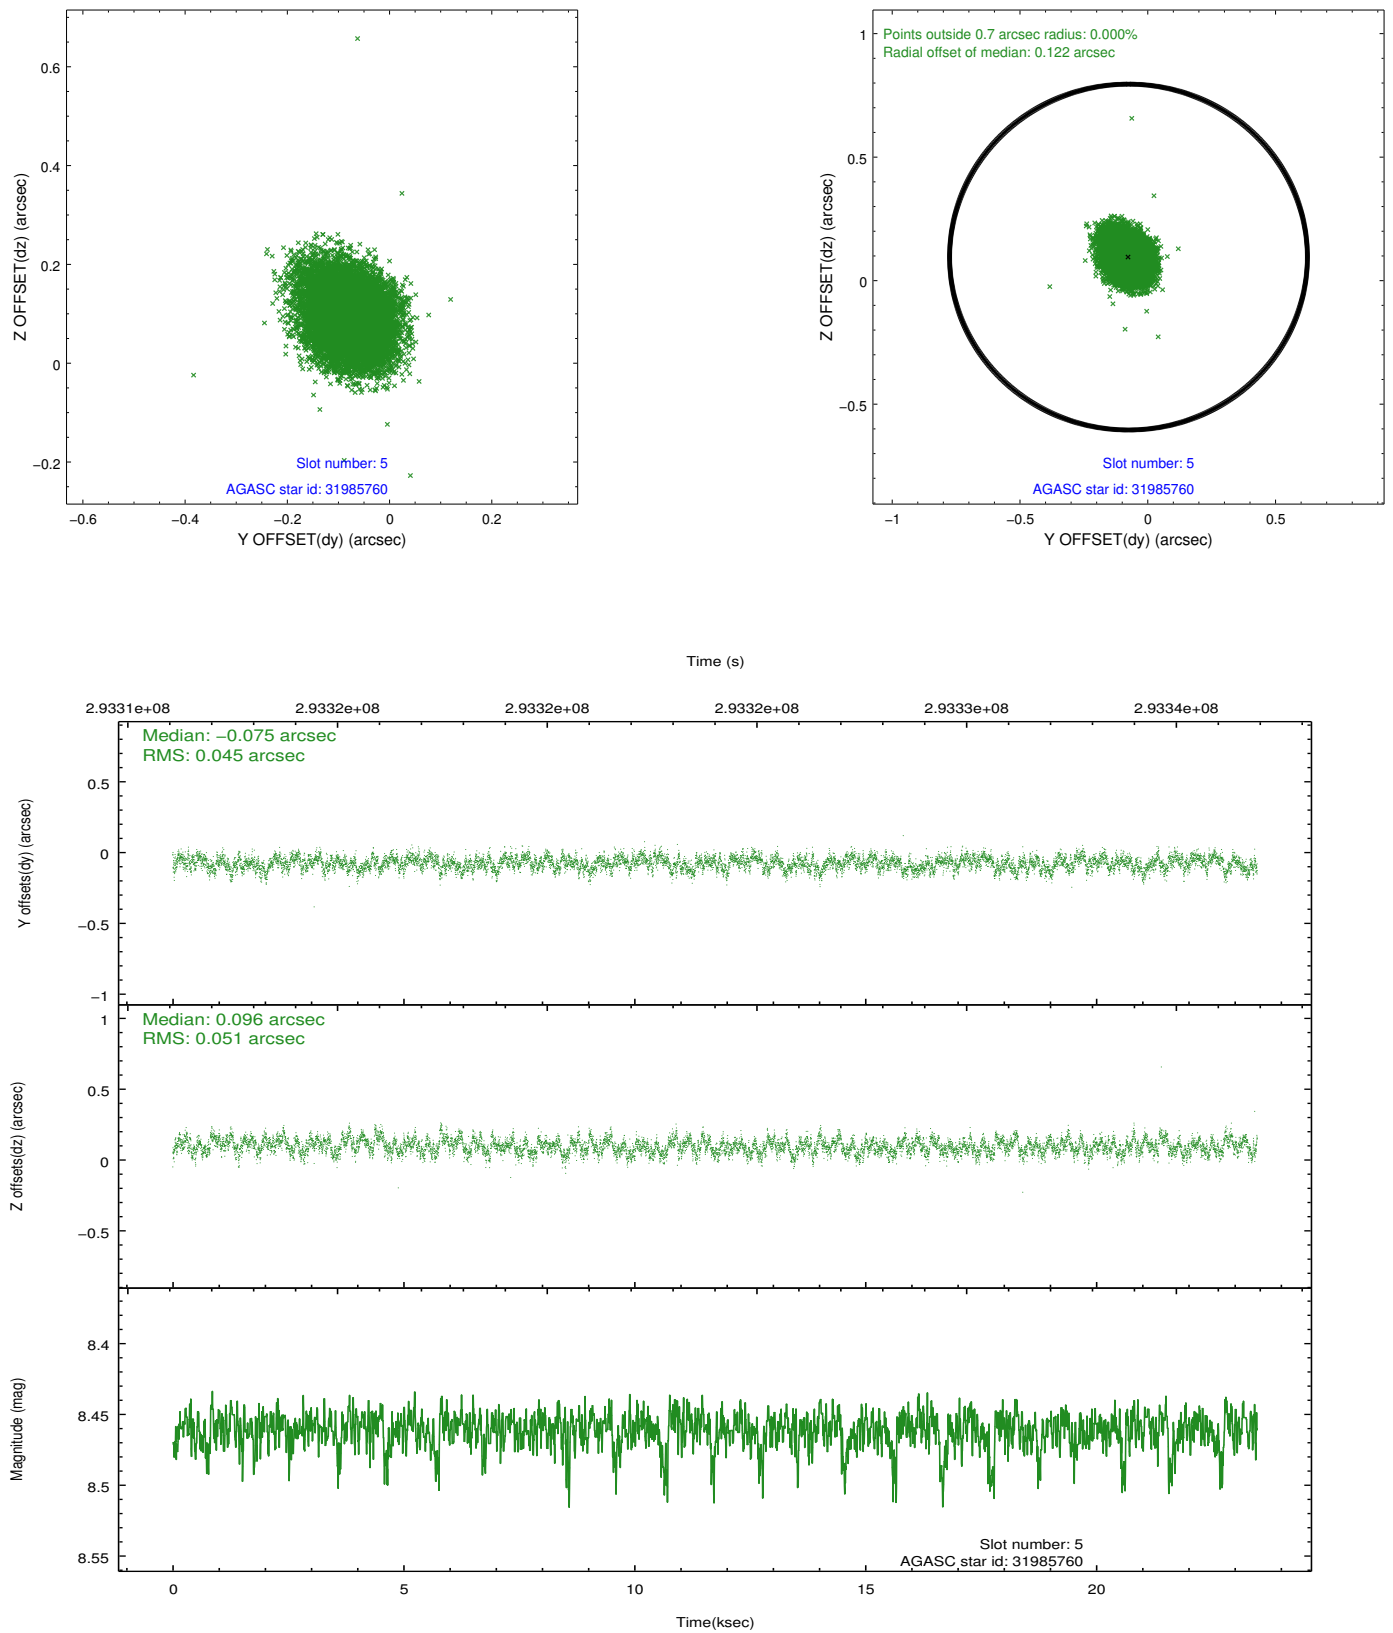 0.6
0.4
0.2
0
−0.2
Z OFFSET(dz) (arcsec)
Slot number: 5
AGASC star id: 31985760
−0.6 −0.4 −0.2 0 0.2
Y OFFSET(dy) (arcsec)
Points outside 0.7 arcsec radius: 0.000%
Radial offset of median: 0.122 arcsec
1
0.5
0
−0.5
Z OFFSET(dz) (arcsec)
Slot number: 5
AGASC star id: 31985760
−1 −0.5 0 0.5
Y OFFSET(dy) (arcsec)
Time (s)
2.9331e+08 2.9332e+08 2.9332e+08 2.9332e+08 2.9333e+08 2.9334e+08
Median: −0.075 arcsec
RMS: 0.045 arcsec
0.5
0
−0.5
−1
Y offsets(dy) (arcsec)
Median: 0.096 arcsec
RMS: 0.051 arcsec
1
0.5
0
−0.5
Z offsets(dz) (arcsec)
8.4
8.45
8.5
8.55
Magnitude (mag)
Slot number: 5
AGASC star id: 31985760
0 5 10 15 20
Time(ksec)